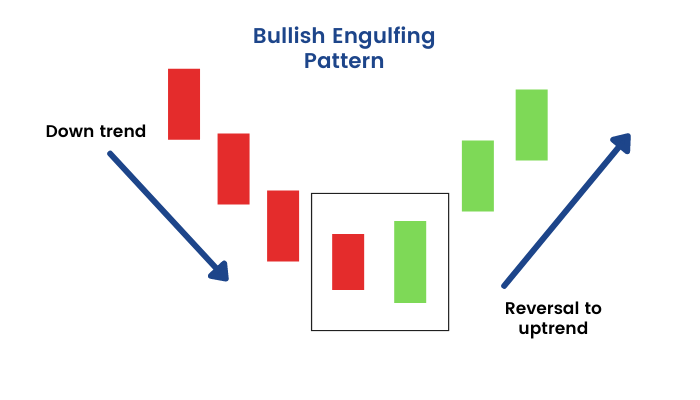 Bullish Engulfing
Pattern
Down trend
Reversal to
uptrend